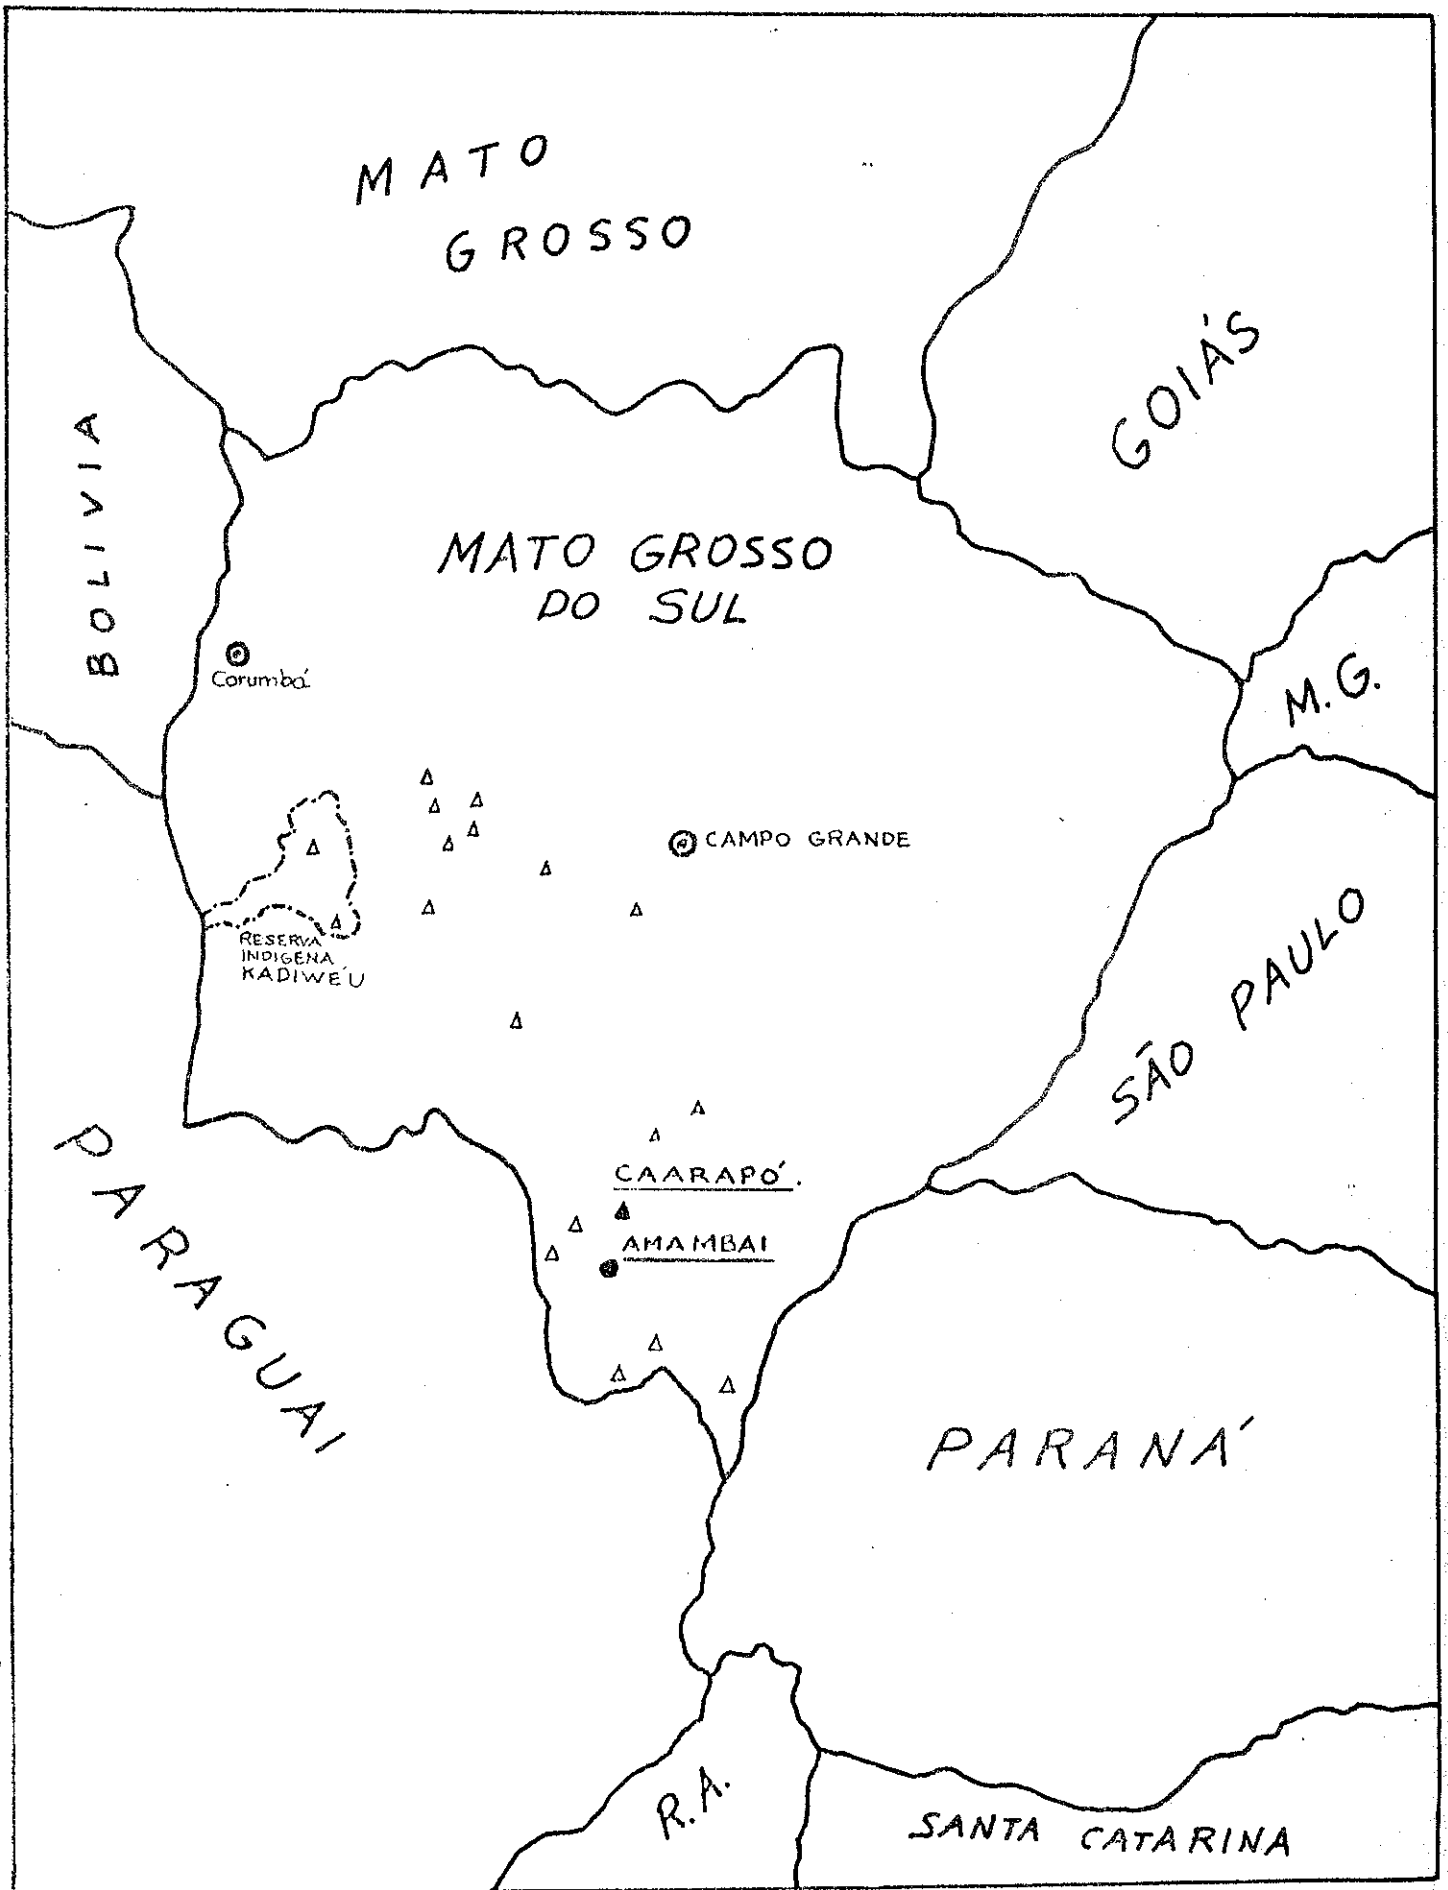 MATO
GROSSO
GOIÁS
BOLIVIA
MATO GROSSO
DO SUL
Corumbá
M.G.
CAMPO GRANDE
RESERVA
INDIGENA
KADIWÉU
SÃO PAULO
PARAGUAI
CAARAPÓ.
AMAMBAI
PARANÁ
R.A.
SANTA CATARINA